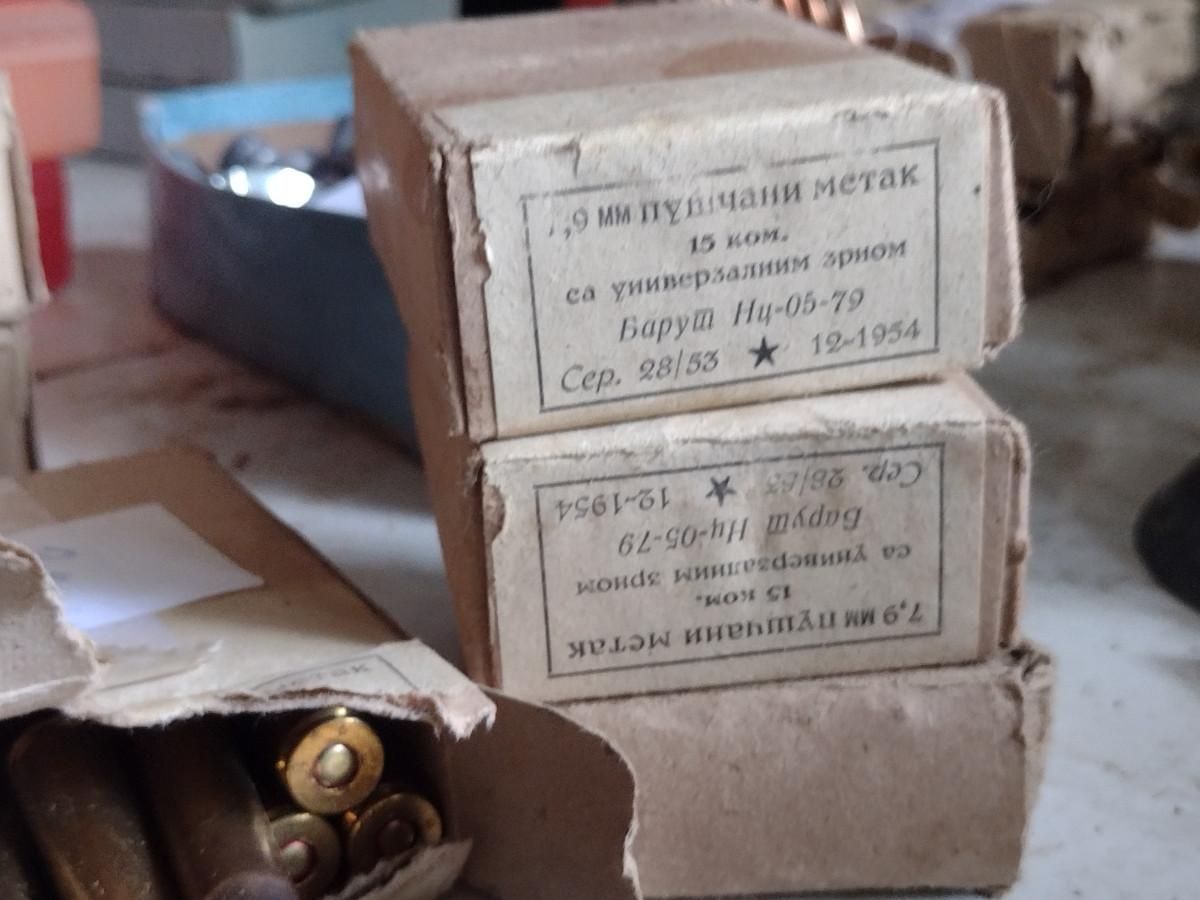 ,9 мм пушчани метак
15 ком.
са универзалним зрном
Барут Нц-05-79
Сер. 28/53 ★ 12-1954
7,9 мм пушчани метак
15 ком.
са универзалним зрном
Барут Нц-05-79
Сер. 28/53 ★ 12-1954